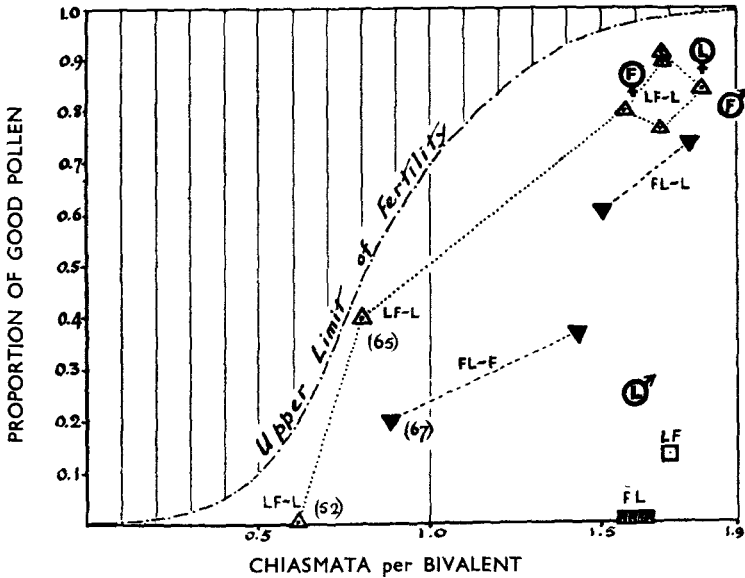 PROPORTION OF GOOD POLLEN
1.0
0.9
0.8
0.7
0.6
0.5
0.4
0.3
0.2
0.1
Upper Limit of Fertility
F
L
F
LF-L
FL-L
LF-L
(65)
FL-F
(67)
L
LF
LF-L
(52)
FL
0.5
1.0
1.5
1.9
CHIASMATA per BIVALENT